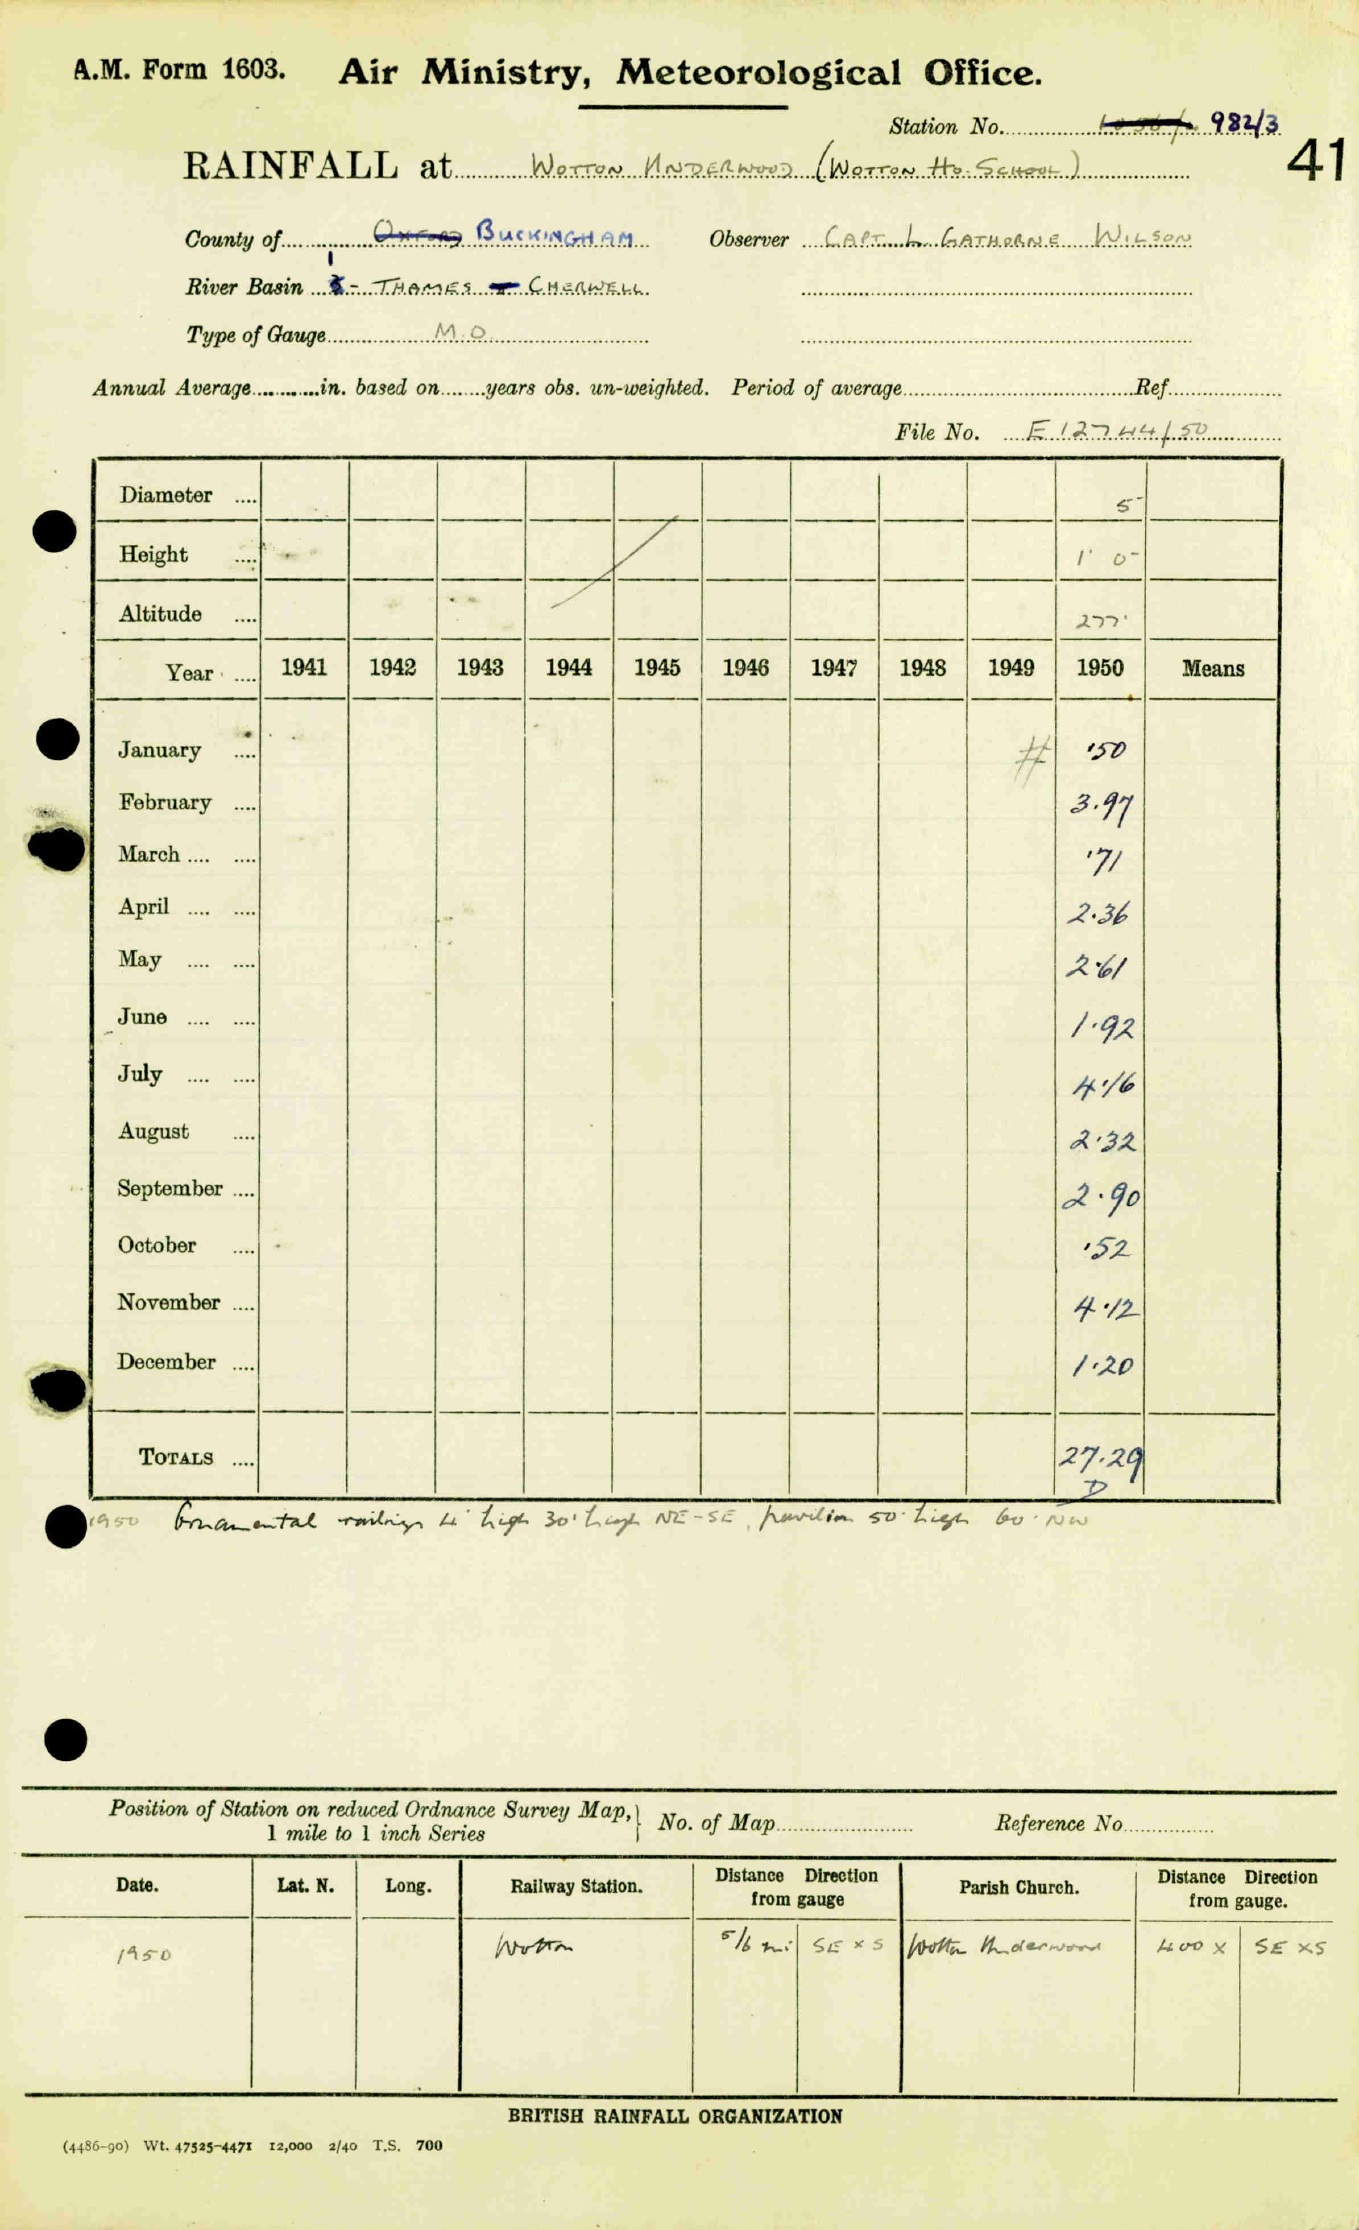 A.M. Form 1603. Air Ministry, Meteorological Office.
Station No. 982/3
41
RAINFALL at WOTTON UNDERWOOD (WOTTON HO. SCHOOL)
County of OXFORD BUCKINGHAM Observer CAPT. L. GATHORNE WILSON
River Basin 1 - THAMES - CHERWELL
Type of Gauge M.O.
Annual Average in. based on years obs. un-weighted. Period of average Ref.
File No. E 12744/50
Diameter .... 5
Height .... 1' 0
Altitude .... 277'
Year .... 1941 1942 1943 1944 1945 1946 1947 1948 1949 1950 Means
January .... # ·50
February .... 3.97
March .... .... ·71
April .... .... 2.36
May .... .... 2.61
June .... .... 1.92
July .... .... 4.16
August .... 2.32
September .... 2.90
October .... ·52
November .... 4.12
December .... 1.20
TOTALS .... 27.29
D
1950 Ornamental railings 4' high 30' NE-SE, pavilion 50' high 60' NW
Position of Station on reduced Ordnance Survey Map, } No. of Map Reference No.
1 mile to 1 inch Series
Date. Lat. N. Long. Railway Station. Distance Direction from gauge Parish Church. Distance Direction from gauge.
1950 Wotton 5/6 mi SE x S Wotton Underwood 400 x SE x S
BRITISH RAINFALL ORGANIZATION
(4486-90) Wt. 47525-4471 12,000 2/40 T.S. 700